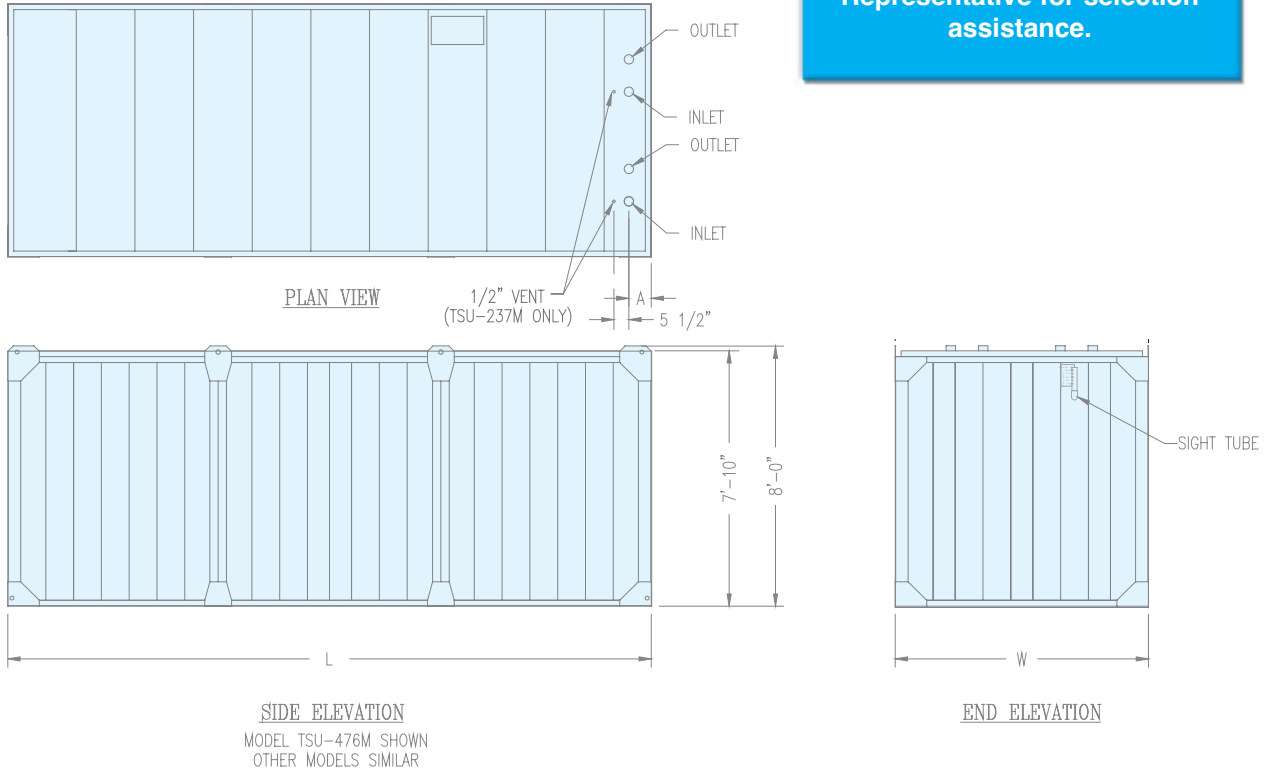 Representative for selection
assistance.
OUTLET
INLET
OUTLET
INLET
PLAN VIEW
1/2" VENT
(TSU-237M ONLY)
A
5 1/2"
7'-10"
8'-0"
SIGHT TUBE
L
W
SIDE ELEVATION
MODEL TSU-476M SHOWN
OTHER MODELS SIMILAR
END ELEVATION